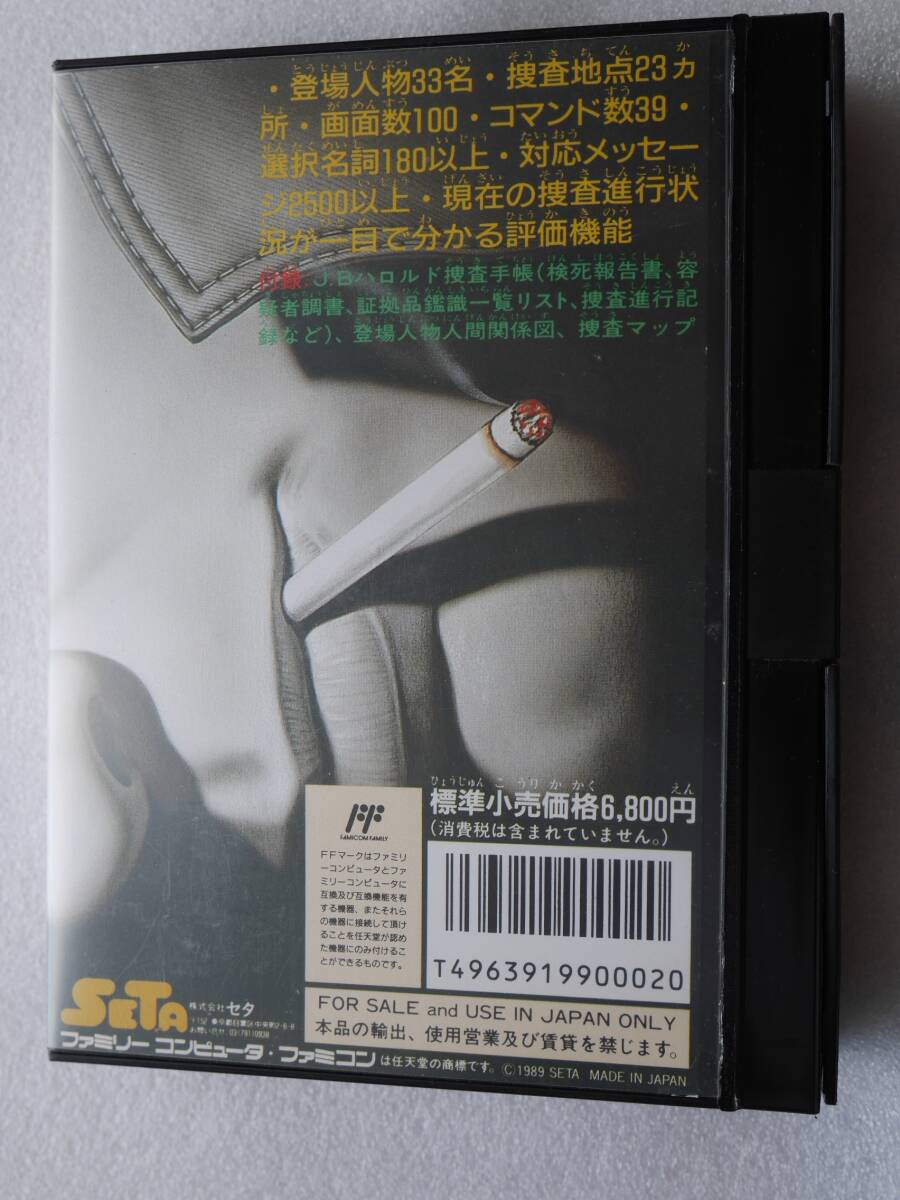 ・登場人物33名・捜査地点23カ
所・画面数100・コマンド数39・
選択名詞180以上・対応メッセー
ジ2500以上・現在の捜査進行状
況が一目で分かる評価機能
付録:J.Bハロルド捜査手帳(検死報告書、容
疑者調書、証拠品鑑識一覧リスト、捜査進行記
録など)、登場人物人間関係図、捜査マップ
ひょうじゅんこうりかかく えん
標準小売価格6,800円
(消費税は含まれていません。)
FF
FAMICOM FAMILY
FFマークはファミリ
ーコンピュータとファ
ミリーコンピュータに
互換及び互換機能を有
する機器、またそれら
の機器に接続して頂け
ることを任天堂が認め
た機器にのみ付けるこ
とができるものです。
T4963919900020
FOR SALE and USE IN JAPAN ONLY
本品の輸出、使用営業及び賃貸を禁じます。
SETA 株式会社セタ
ファミリーコンピュータ・ファミコンは任天堂の商標です。 ©1989 SETA MADE IN JAPAN